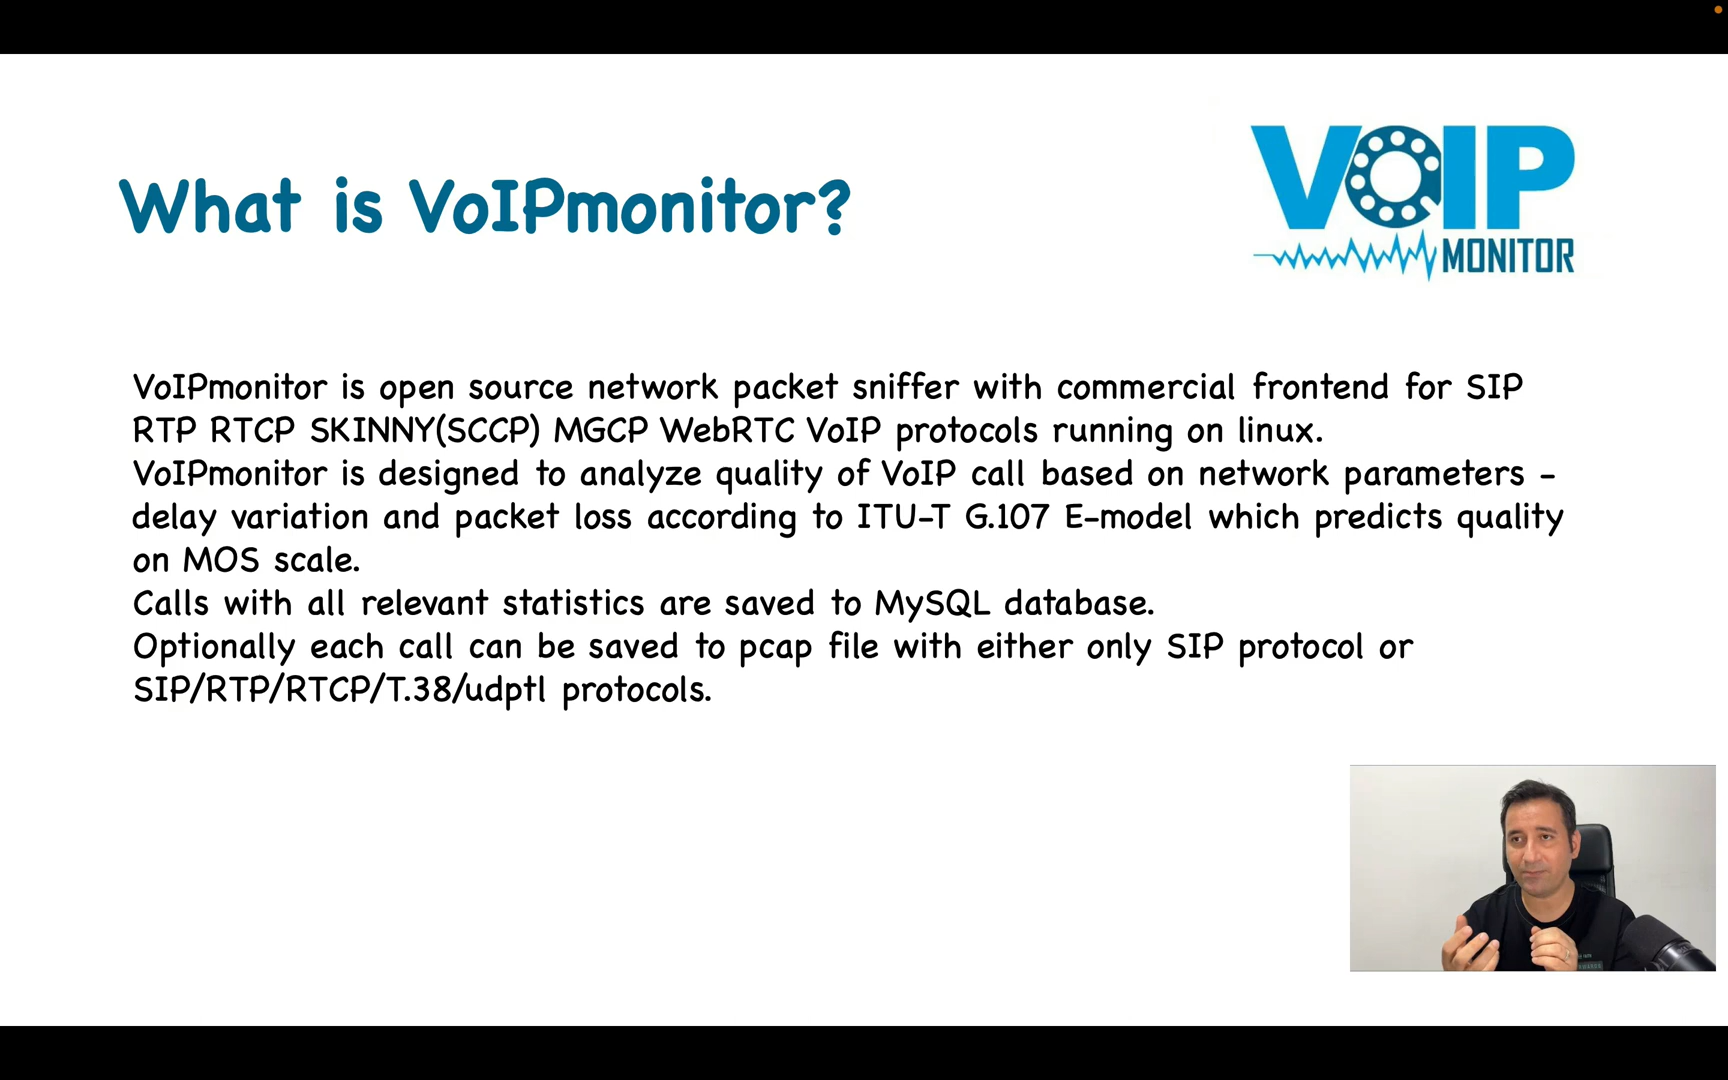 VOIP
MONITOR
What is VoIPmonitor?
VoIPmonitor is open source network packet sniffer with commercial frontend for SIP
RTP RTCP SKINNY(SCCP) MGCP WebRTC VoIP protocols running on linux.
VoIPmonitor is designed to analyze quality of VoIP call based on network parameters -
delay variation and packet loss according to ITU-T G.107 E-model which predicts quality
on MOS scale.
Calls with all relevant statistics are saved to MySQL database.
Optionally each call can be saved to pcap file with either only SIP protocol or
SIP/RTP/RTCP/T.38/udptl protocols.